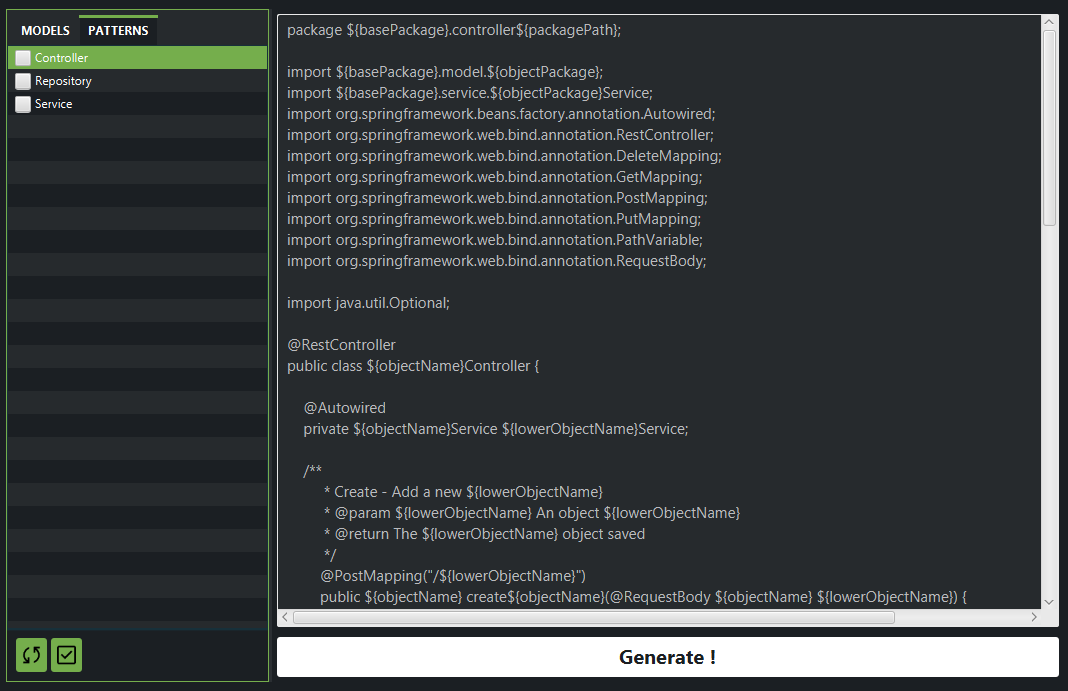 MODELS PATTERNS
Controller
Repository
Service
package ${basePackage}.controller${packagePath};
import ${basePackage}.model.${objectPackage};
import ${basePackage}.service.${objectPackage}Service;
import org.springframework.beans.factory.annotation.Autowired;
import org.springframework.web.bind.annotation.RestController;
import org.springframework.web.bind.annotation.DeleteMapping;
import org.springframework.web.bind.annotation.GetMapping;
import org.springframework.web.bind.annotation.PostMapping;
import org.springframework.web.bind.annotation.PutMapping;
import org.springframework.web.bind.annotation.PathVariable;
import org.springframework.web.bind.annotation.RequestBody;
import java.util.Optional;
@RestController
public class ${objectName}Controller {
@Autowired
private ${objectName}Service ${lowerObjectName}Service;
/**
* Create - Add a new ${lowerObjectName}
* @param ${lowerObjectName} An object ${lowerObjectName}
* @return The ${lowerObjectName} object saved
*/
@PostMapping("/${lowerObjectName}")
public ${objectName} create${objectName}(@RequestBody ${objectName} ${lowerObjectName}) {
Generate !